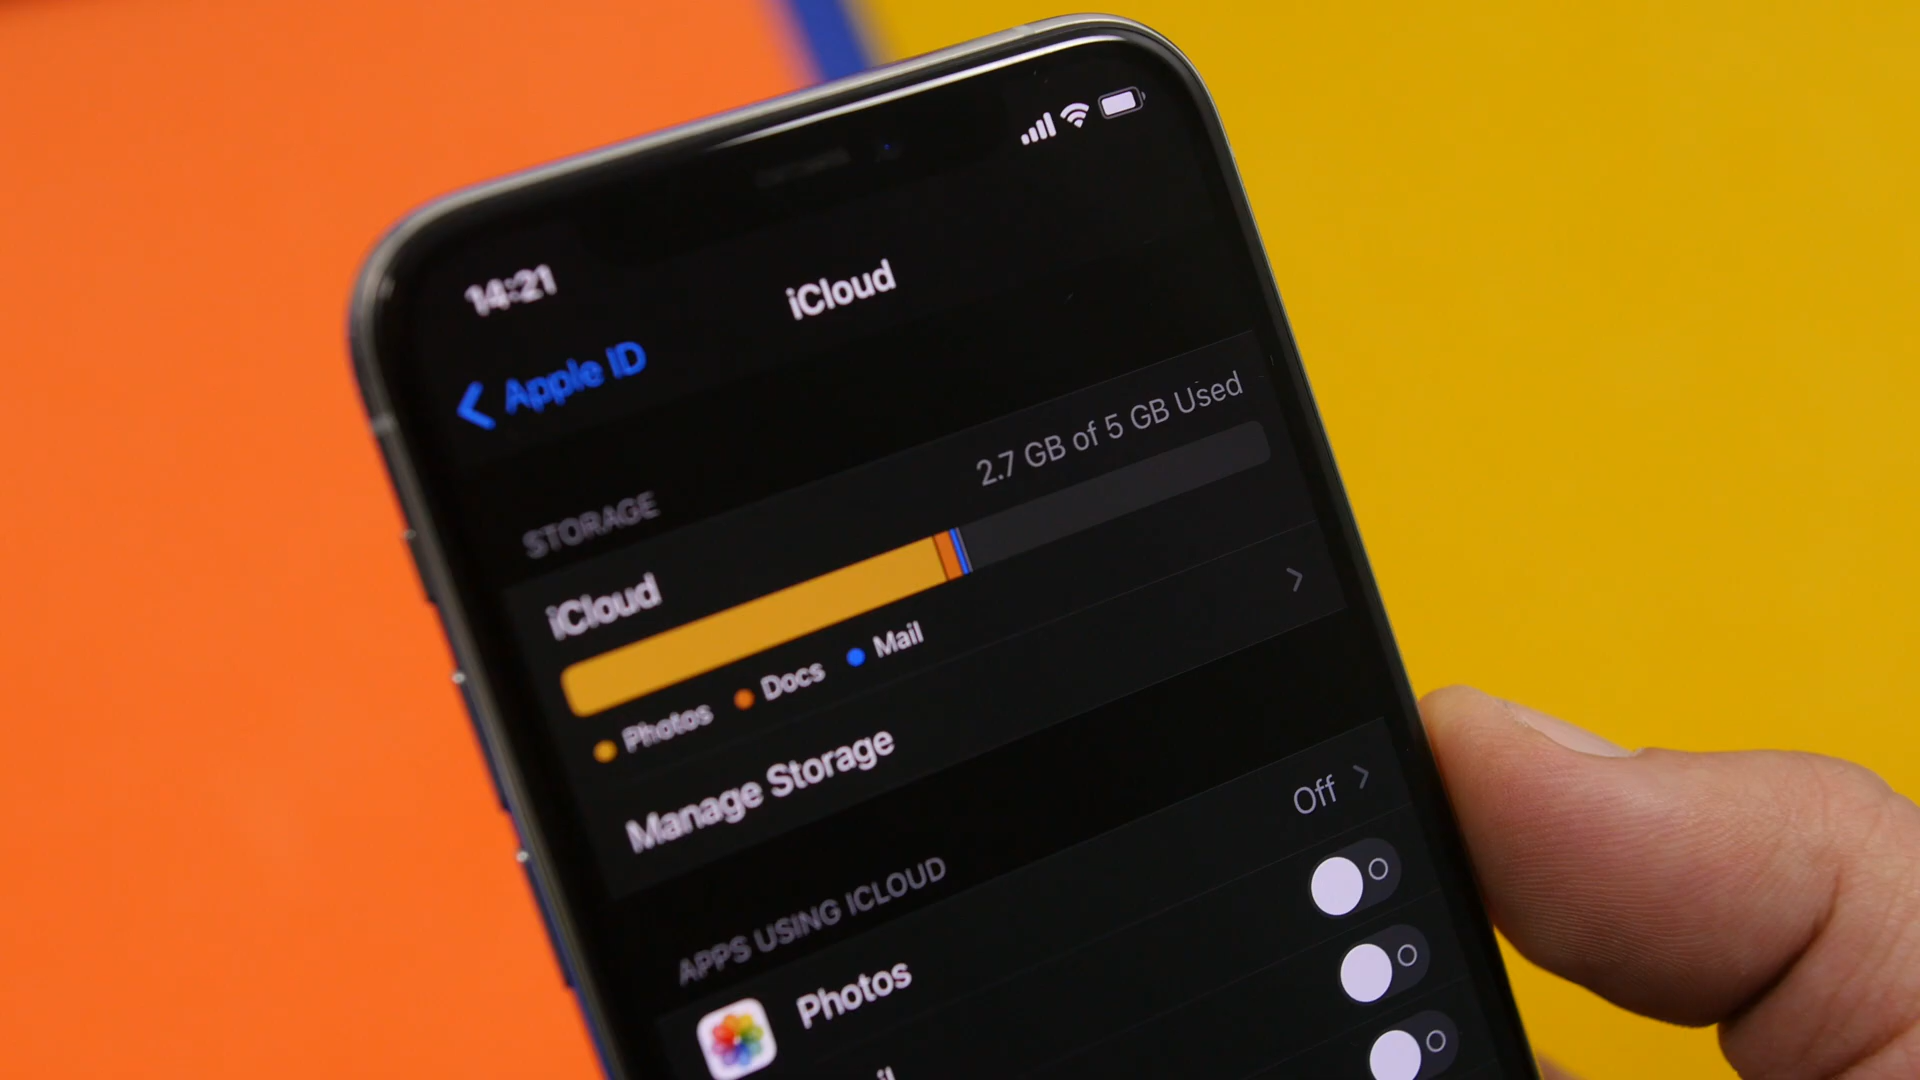 14:21
iCloud
Apple ID
STORAGE
2.7 GB of 5 GB Used
iCloud
Photos Docs Mail
Manage Storage
APPS USING ICLOUD
Photos Off